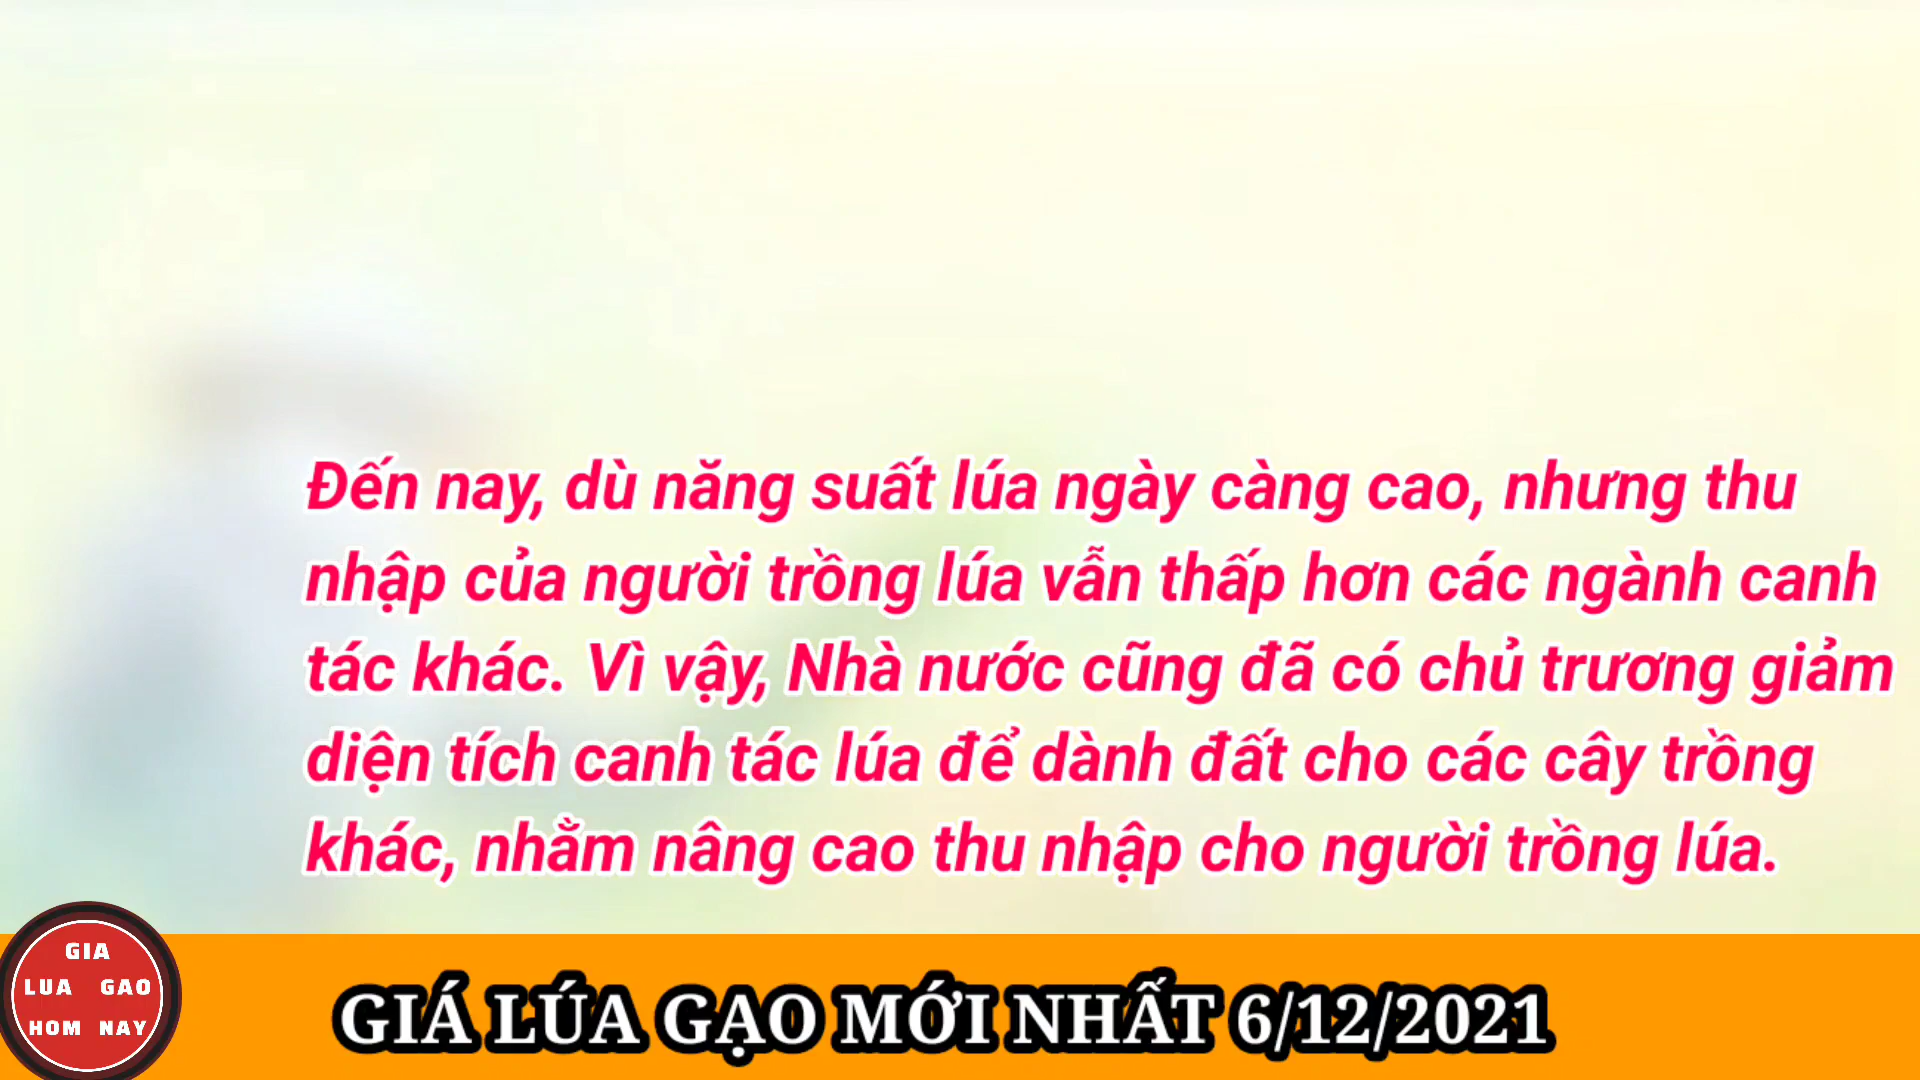 Đến nay, dù năng suất lúa ngày càng cao, nhưng thu
nhập của người trồng lúa vẫn thấp hơn các ngành canh
tác khác. Vì vậy, Nhà nước cũng đã có chủ trương giảm
diện tích canh tác lúa để dành đất cho các cây trồng
khác, nhằm nâng cao thu nhập cho người trồng lúa.
GIA
LUA GAO
HOM NAY
GIÁ LÚA GẠO MỚI NHẤT 6/12/2021